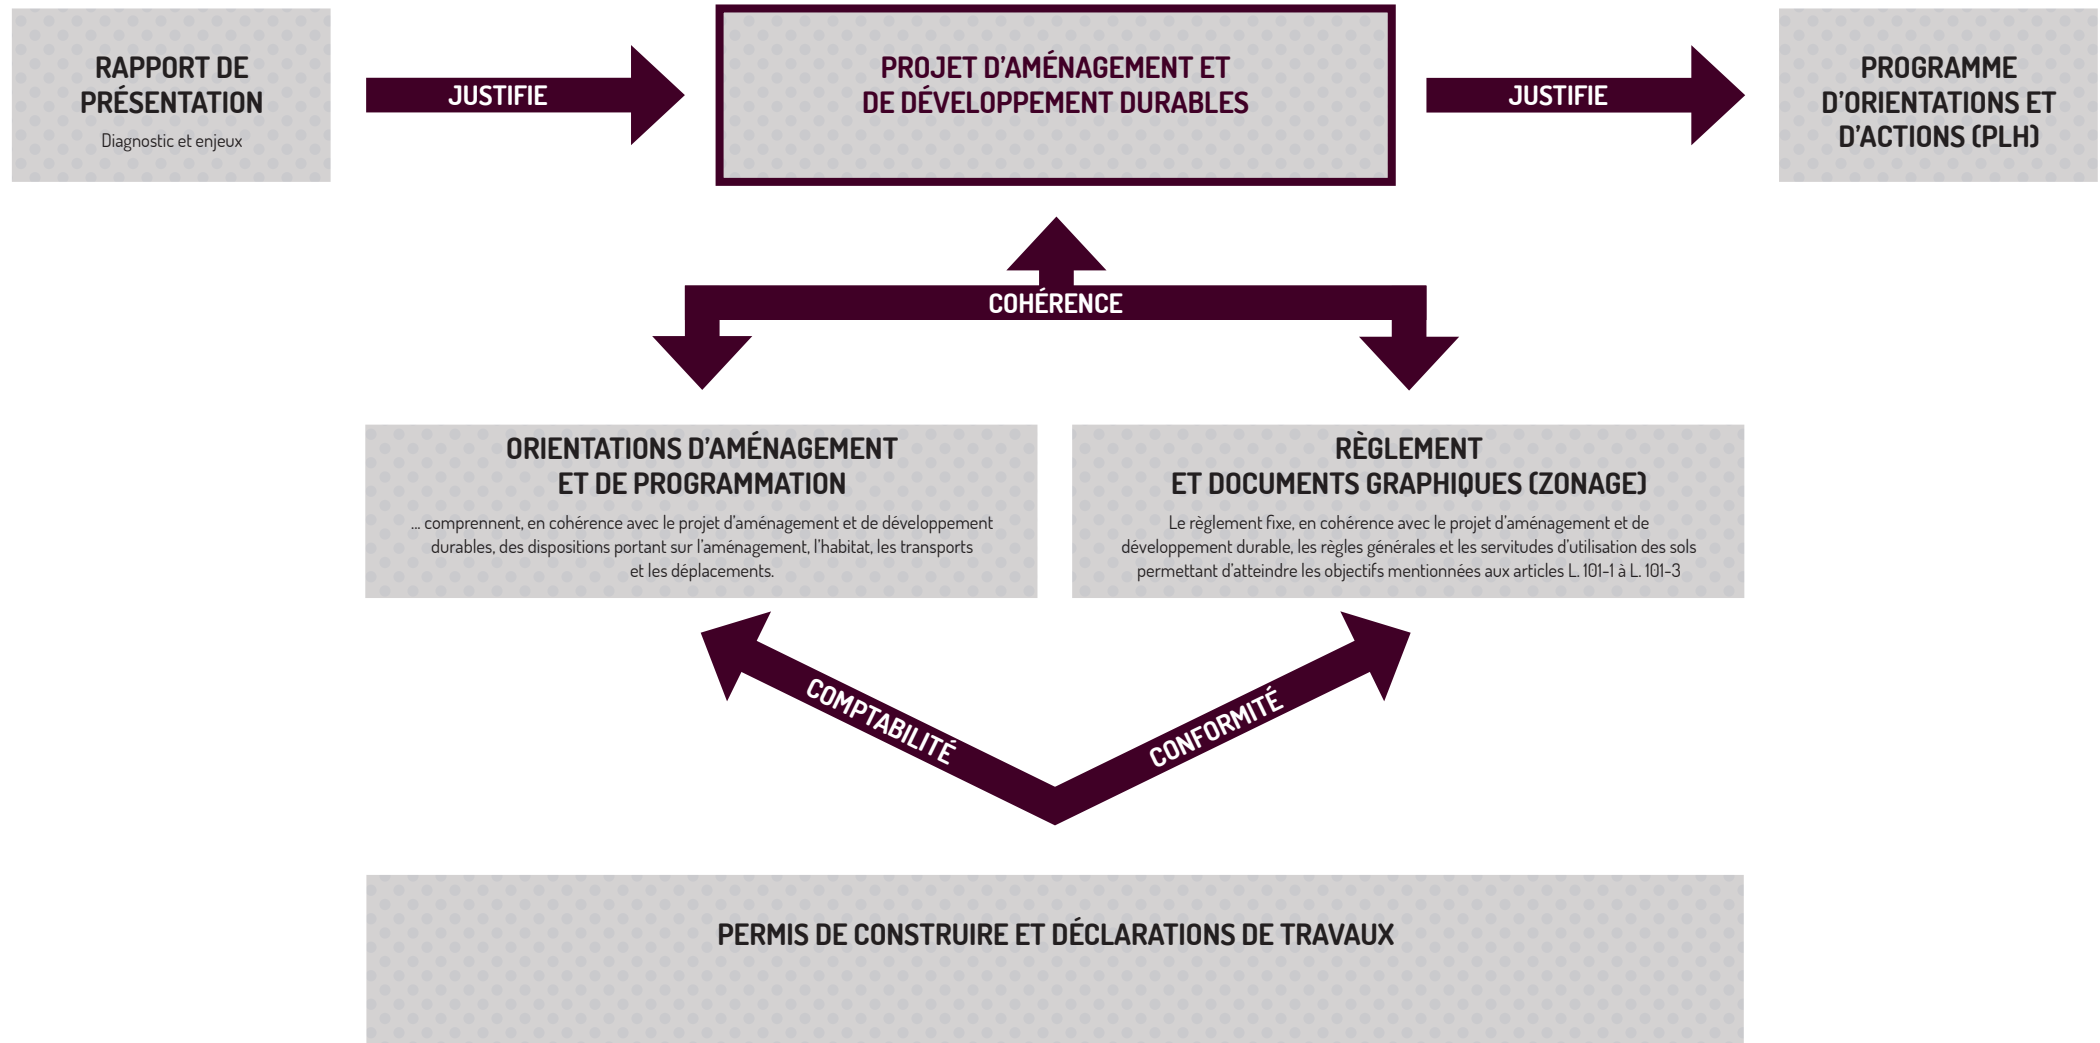 RAPPORT DE
PRÉSENTATION
Diagnostic et enjeux
JUSTIFIE
PROJET D'AMÉNAGEMENT ET
DE DÉVELOPPEMENT DURABLES
JUSTIFIE
PROGRAMME
D'ORIENTATIONS ET
D'ACTIONS (PLH)
COHÉRENCE
ORIENTATIONS D'AMÉNAGEMENT
ET DE PROGRAMMATION
... comprennent, en cohérence avec le projet d'aménagement et de développement
durables, des dispositions portant sur l'aménagement, l'habitat, les transports
et les déplacements.
RÈGLEMENT
ET DOCUMENTS GRAPHIQUES (ZONAGE)
Le règlement fixe, en cohérence avec le projet d'aménagement et de
développement durable, les règles générales et les servitudes d'utilisation des sols
permettant d'atteindre les objectifs mentionnées aux articles L. 101-1 à L. 101-3
COMPTABILITÉ
CONFORMITÉ
PERMIS DE CONSTRUIRE ET DÉCLARATIONS DE TRAVAUX